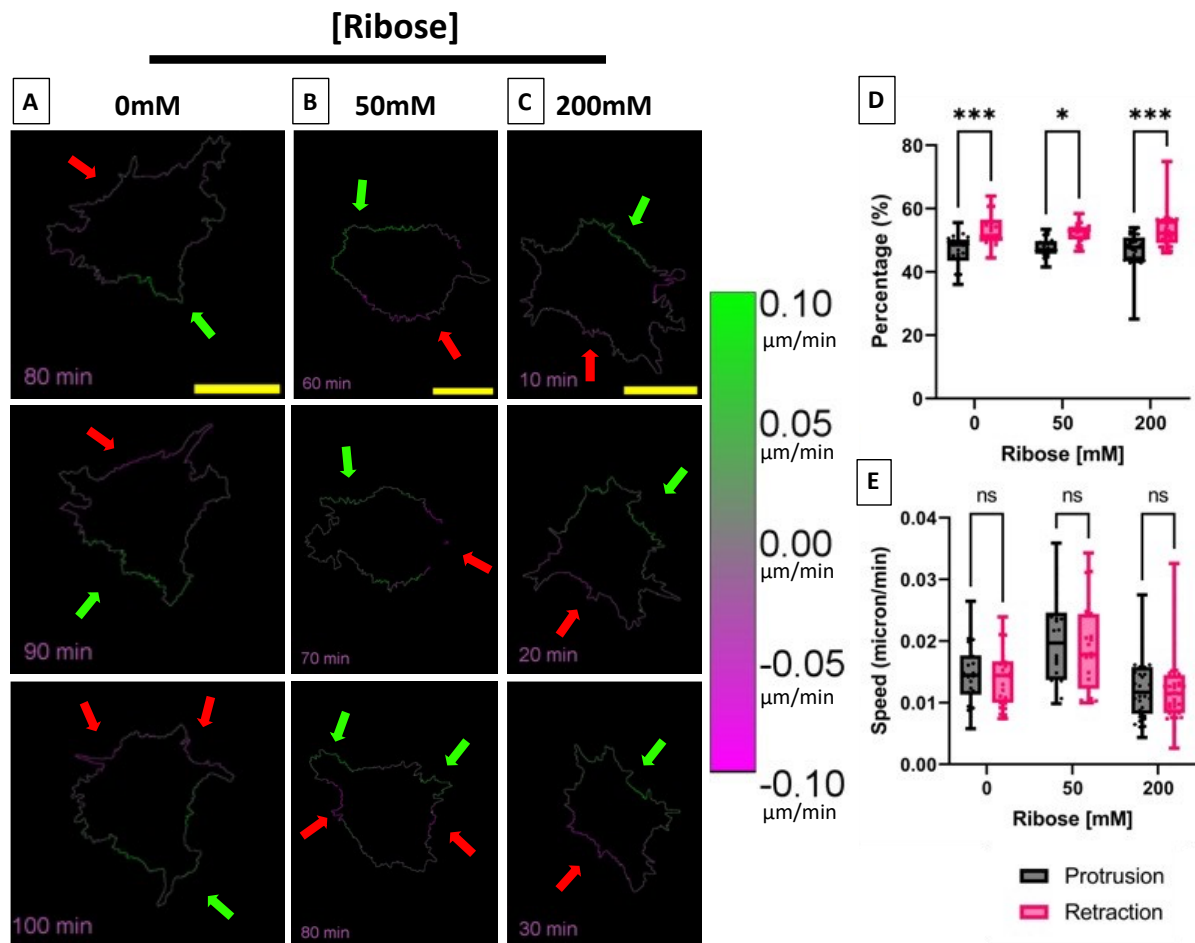 [Ribose]
A
0mM
B
50mM
C
200mM
80 min
60 min
10 min
90 min
70 min
20 min
100 min
80 min
30 min
0.10
μm/min
0.05
μm/min
0.00
μm/min
-0.05
μm/min
-0.10
μm/min
D
*** * ***
Percentage (%)
80
60
40
20
0
0 50 200
Ribose [mM]
E
ns ns ns
Speed (micron/min)
0.04
0.03
0.02
0.01
0.00
0 50 200
Ribose [mM]
Protrusion
Retraction